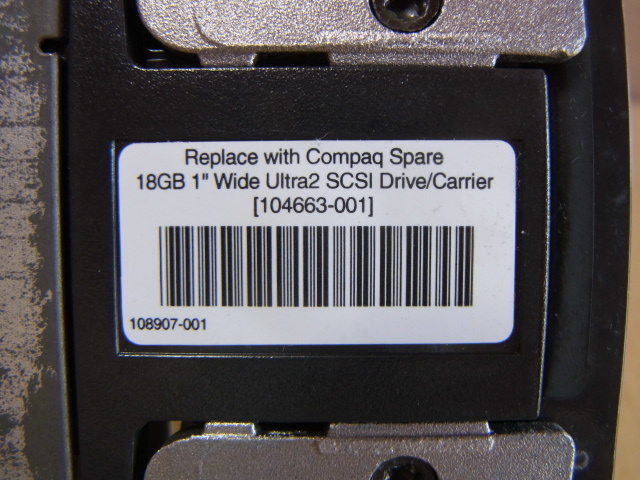 Replace with Compaq Spare
18GB 1" Wide Ultra2 SCSI Drive/Carrier
[104663-001]
108907-001